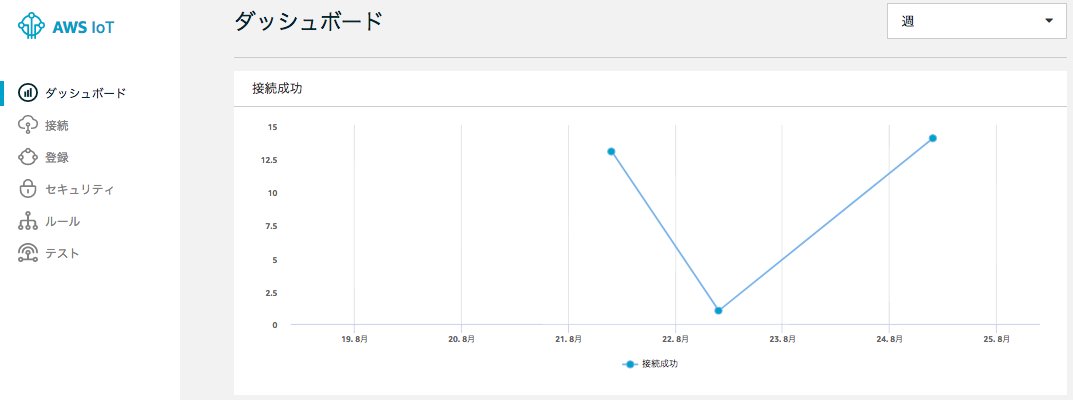 AWS IoT
ダッシュボード
接続
登録
セキュリティ
ルール
テスト
ダッシュボード
週
接続成功
15
12.5
10
7.5
5
2.5
0
19. 8月 20. 8月 21. 8月 22. 8月 23. 8月 24. 8月 25. 8月
接続成功